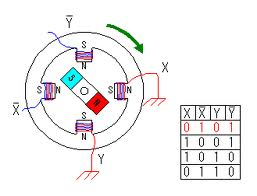 Ȳ
S
N
X
S N
S
S N
X̄
S
N
Y
X X̄ Y Ȳ
0 1 0 1
1 0 0 1
1 0 1 0
0 1 1 0